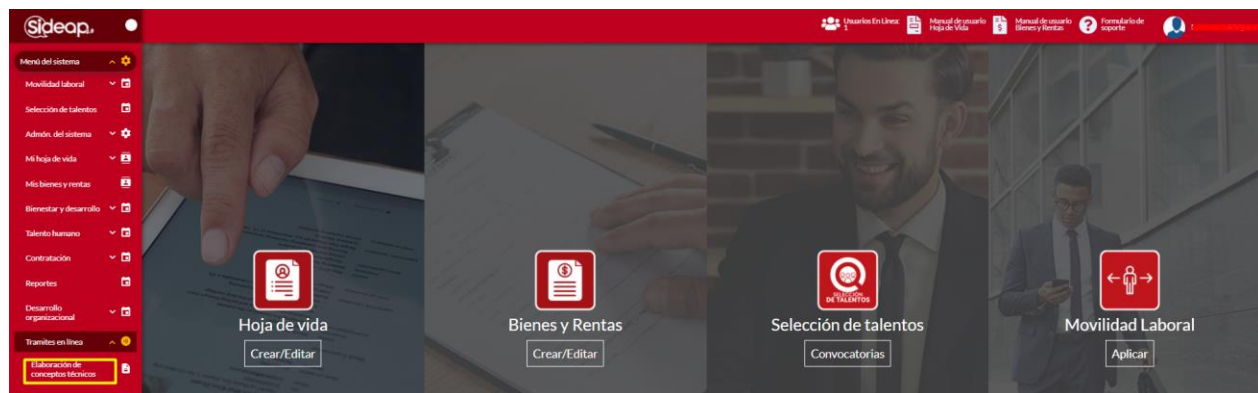 Sideap.
Usuarios En Línea:
1
Manual de usuario
Hoja de Vida
Manual de usuario
Bienes y Rentas
Formulario de
soporte
Menú del sistema
Movilidad laboral
Selección de talentos
Admón. del sistema
Mi hoja de vida
Mis bienes y rentas
Bienestar y desarrollo
Talento humano
Contratación
Reportes
Desarrollo
organizacional
Tramites en línea
Elaboración de
conceptos técnicos
Hoja de vida
Crear/Editar
Bienes y Rentas
Crear/Editar
SELECCIÓN
DE TALENTOS
Selección de talentos
Convocatorias
Movilidad Laboral
Aplicar